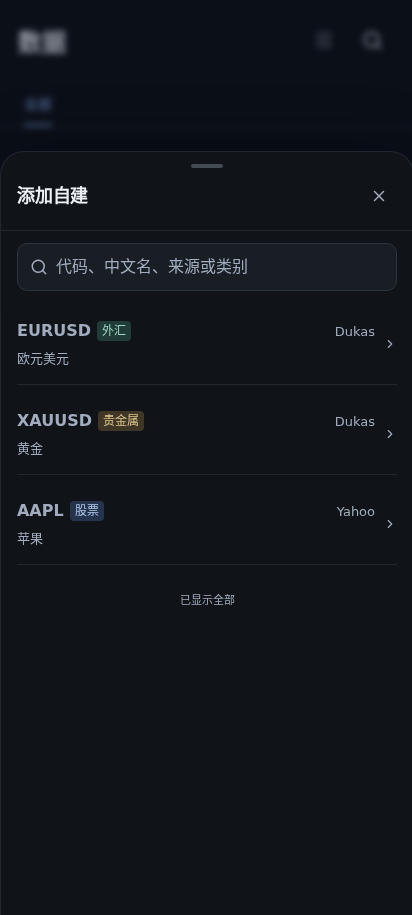 数据
添加自建
代码、中文名、来源或类别
EURUSD 外汇 Dukas
欧元美元
XAUUSD 贵金属 Dukas
黄金
AAPL 股票 Yahoo
苹果
已显示全部